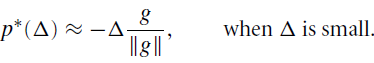 p*(Δ) ≈ −Δ g/‖g‖, when Δ is small.